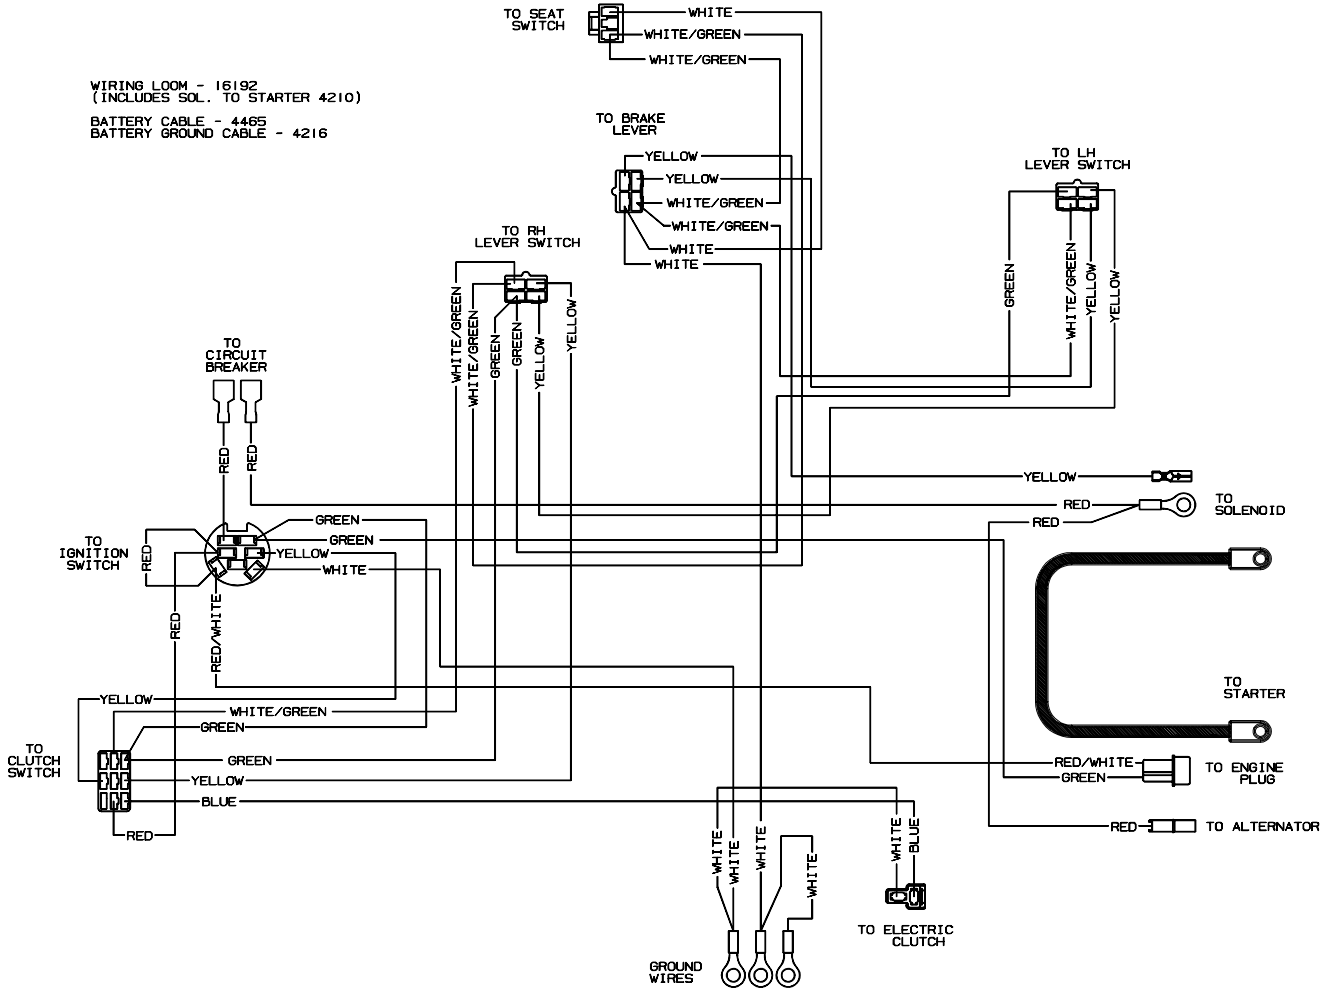 TO SEAT
SWITCH
WHITE
WHITE/GREEN
WHITE/GREEN
WIRING LOOM - 16192
(INCLUDES SOL. TO STARTER 4210)
BATTERY CABLE - 4465
BATTERY GROUND CABLE - 4216
TO BRAKE
LEVER
YELLOW
YELLOW
WHITE/GREEN
WHITE/GREEN
WHITE
WHITE
TO LH
LEVER SWITCH
GREEN
WHITE/GREEN
YELLOW
YELLOW
TO RH
LEVER SWITCH
WHITE/GREEN
WHITE/GREEN
GREEN
GREEN
YELLOW
YELLOW
TO
CIRCUIT
BREAKER
RED
RED
YELLOW
RED
RED
TO
SOLENOID
TO
IGNITION
SWITCH
RED
GREEN
GREEN
YELLOW
WHITE
RED
RED/WHITE
TO
STARTER
YELLOW
WHITE/GREEN
GREEN
TO
CLUTCH
SWITCH
GREEN
YELLOW
BLUE
RED
RED/WHITE
GREEN
TO ENGINE
PLUG
RED
TO ALTERNATOR
WHITE
WHITE
WHITE
WHITE
WHITE
BLUE
TO ELECTRIC
CLUTCH
GROUND
WIRES